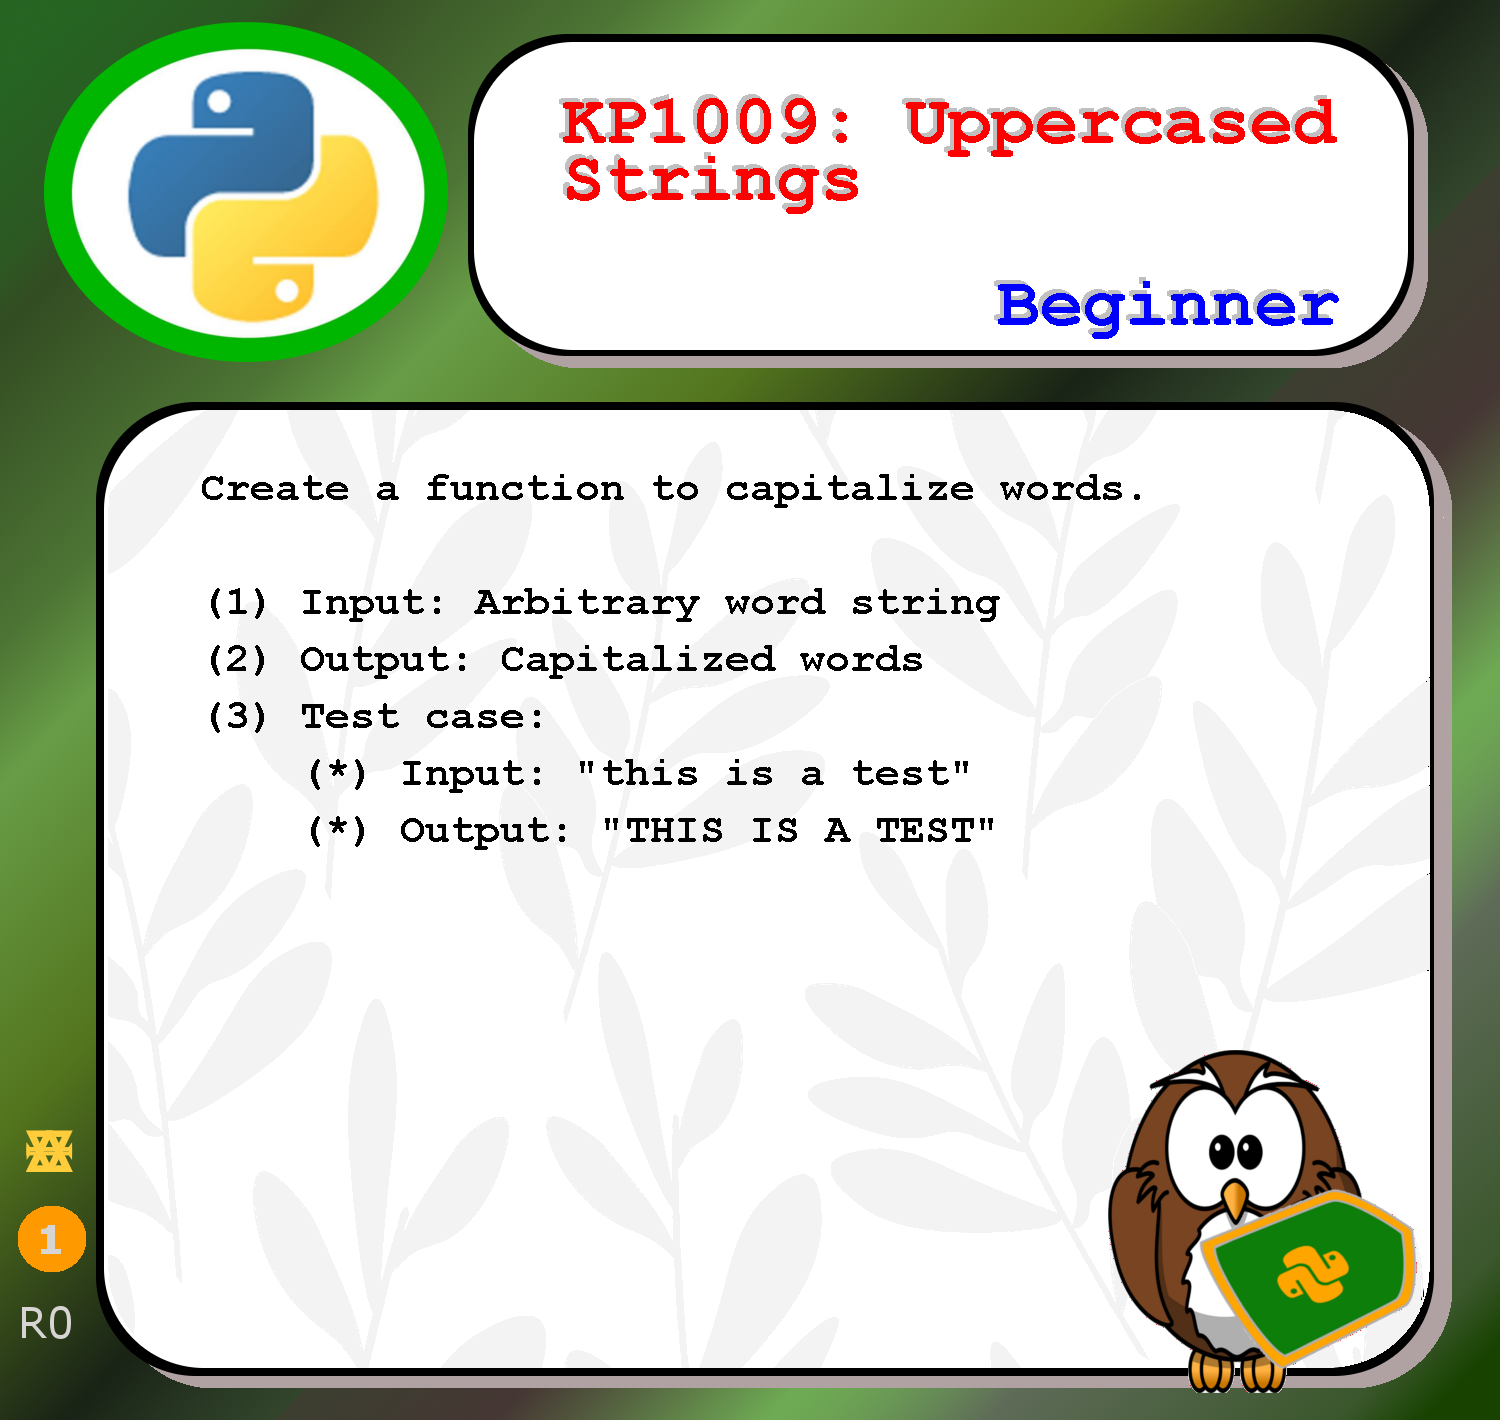 KP1009: Uppercased
Strings
Beginner
Create a function to capitalize words.
(1) Input: Arbitrary word string
(2) Output: Capitalized words
(3) Test case:
(*) Input: "this is a test"
(*) Output: "THIS IS A TEST"
1
R0